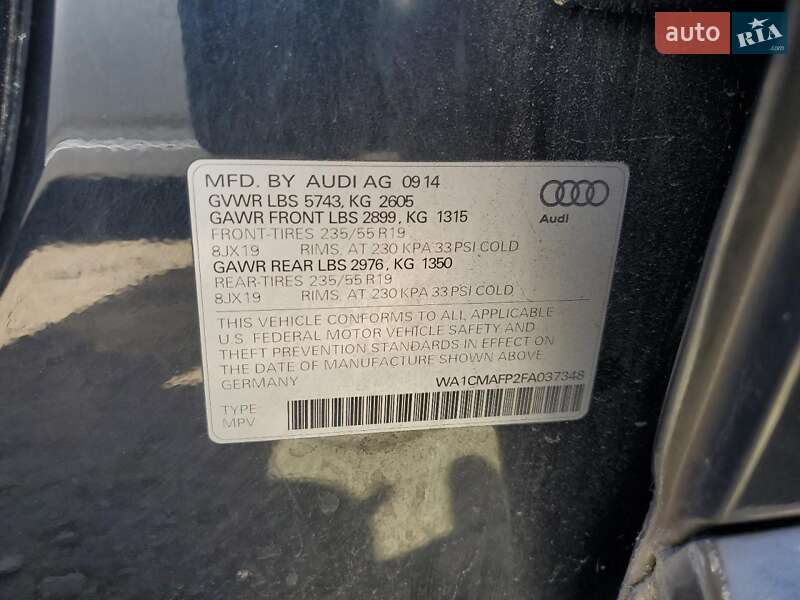 auto RIA .com
MFD. BY AUDI AG 0914
GVWR LBS 5743, KG 2605
GAWR FRONT LBS 2899, KG 1315
FRONT-TIRES 235/55 R19
8JX19 RIMS, AT 230 KPA 33 PSI COLD
GAWR REAR LBS 2976, KG 1350
REAR-TIRES 235/55 R19
8JX19 RIMS, AT 230 KPA 33 PSI COLD
Audi
THIS VEHICLE CONFORMS TO ALL APPLICABLE
U.S. FEDERAL MOTOR VEHICLE SAFETY AND
THEFT PREVENTION STANDARDS IN EFFECT ON
THE DATE OF MANUFACTURE SHOWN ABOVE.
GERMANY WA1CMAFP2FA037348
TYPE:
MPV